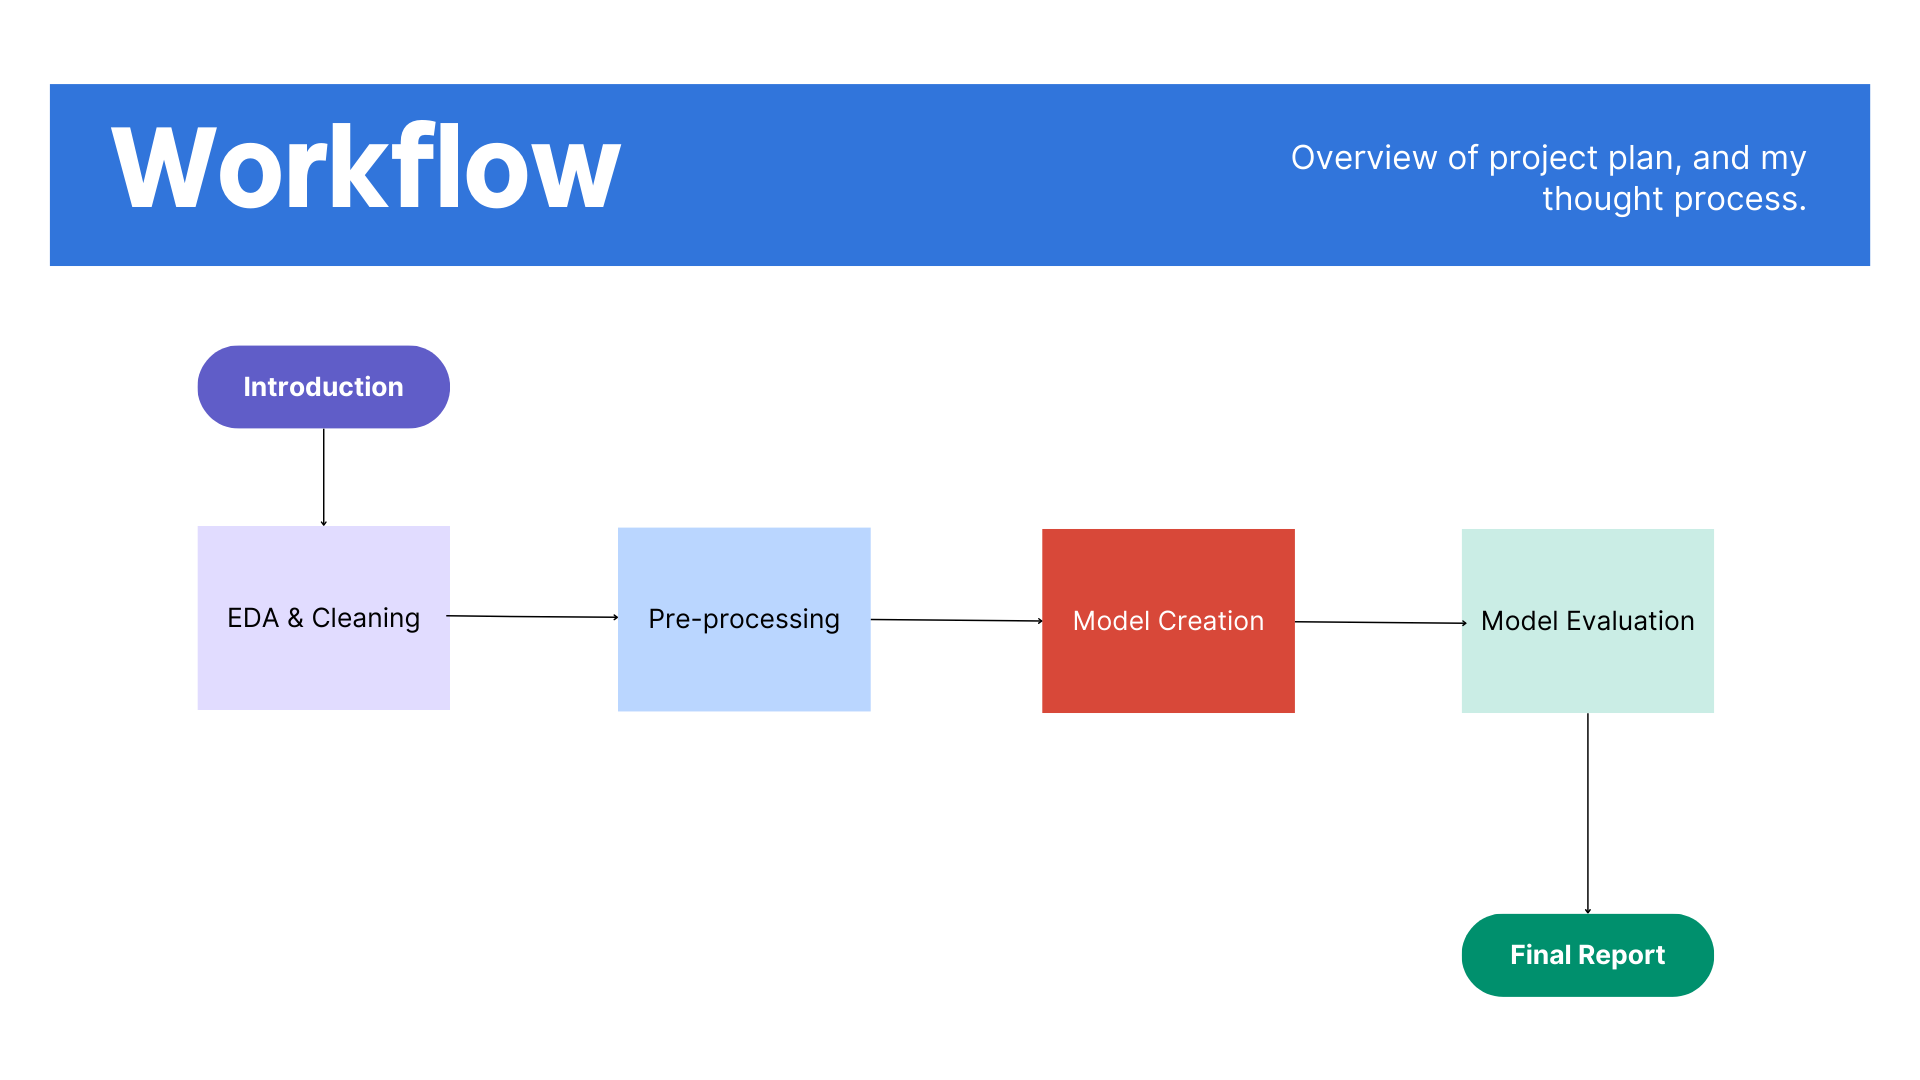 Workflow
Overview of project plan, and my
thought process.
Introduction
EDA & Cleaning
Pre-processing
Model Creation
Model Evaluation
Final Report